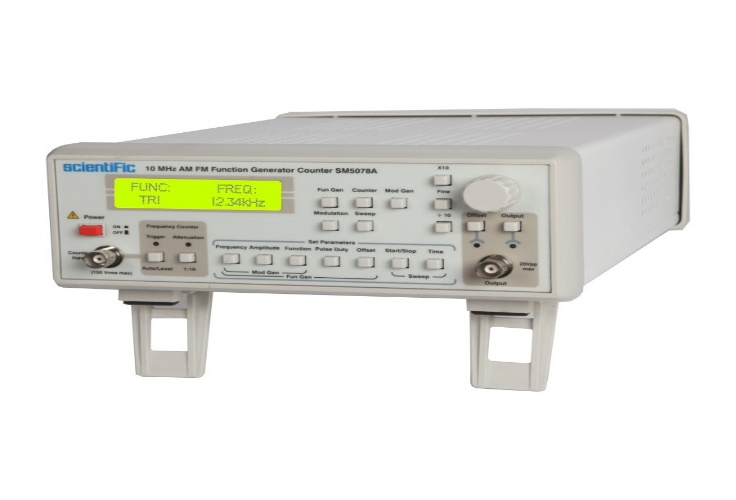 scientiFic 10 MHz AM FM Function Generator Counter SM5078A
FUNC: FREQ:
TRI 12.34kHz
X10
Fun Gen Counter Mod Gen Fine
Modulation Sweep ÷ 10 Offset Output
Power
ON
OFF
Frequency Counter
Trigger Attenuation
Set Parameters
Frequency Amplitude Function Pulse Duty Offset Start/Stop Time
(150 Vrms max) Auto/Level 1:10
Mod Gen Sweep
Fun Gen
20Vpp
max
Output